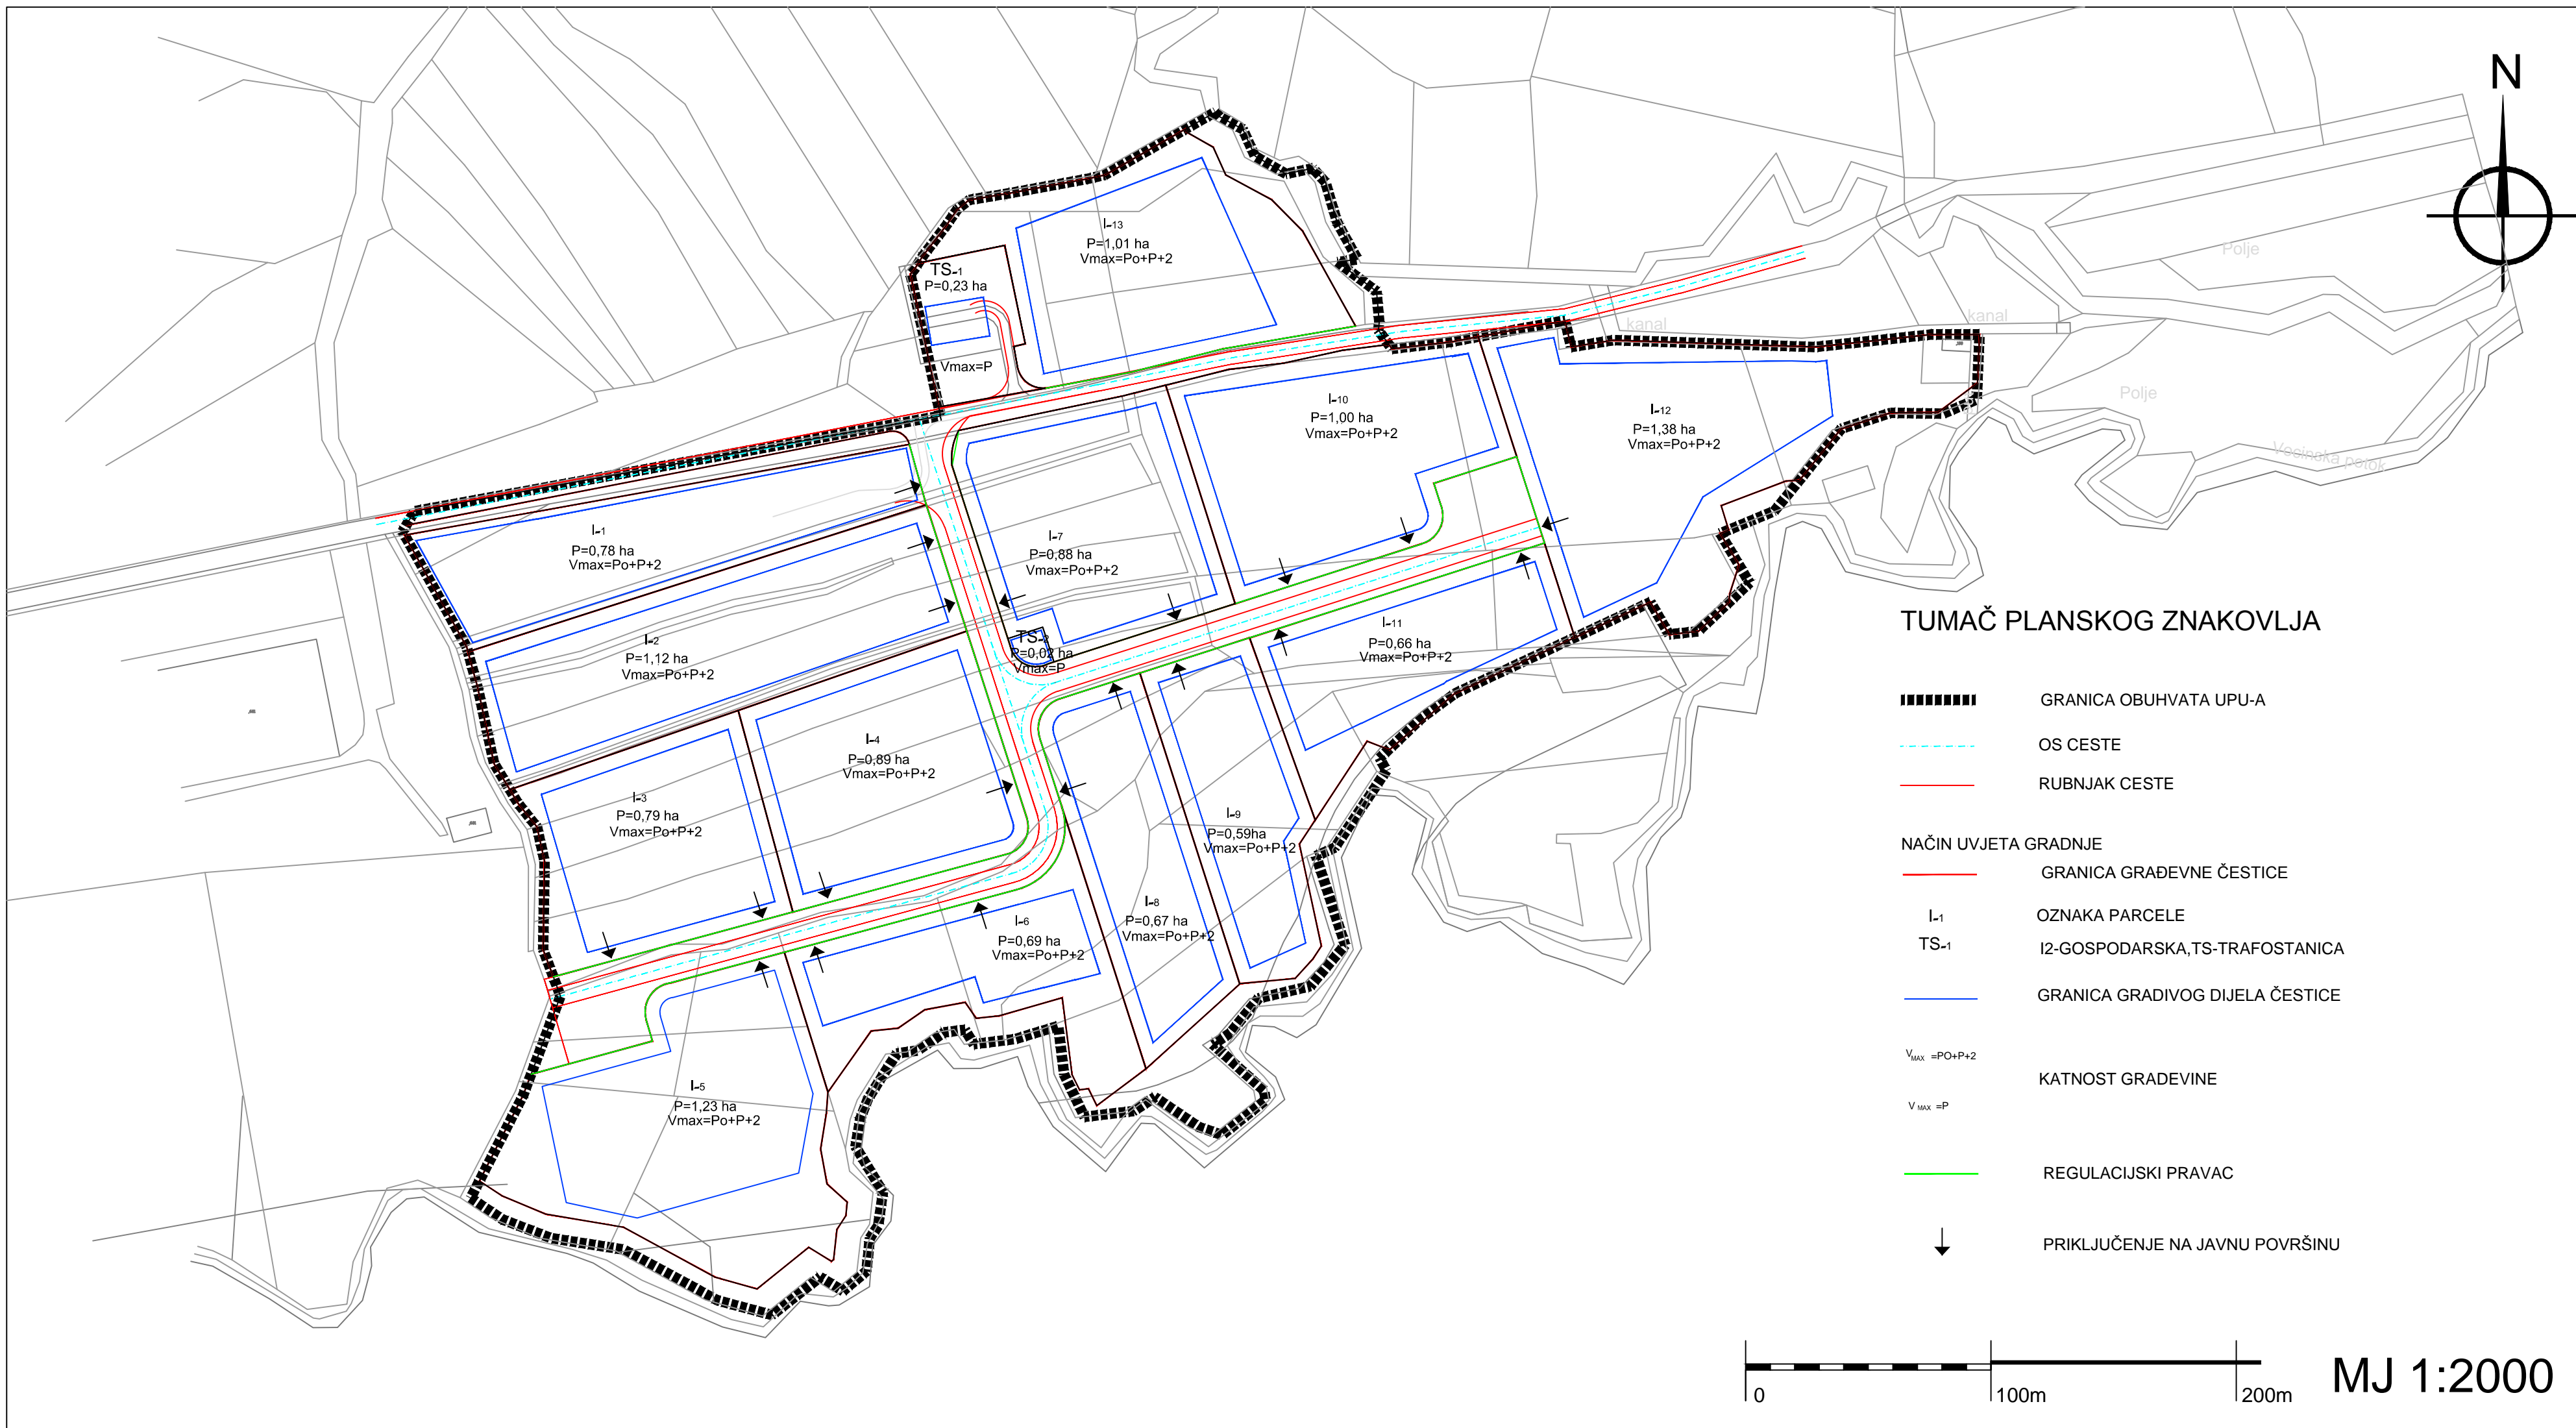 N
I-13
P=1,01 ha
Vmax=Po+P+2
TS-1
P=0,23 ha
Vmax=P
Polje
kanal
kanal
Polje
Vocinska potok
I-10
P=1,00 ha
Vmax=Po+P+2
I-12
P=1,38 ha
Vmax=Po+P+2
I-1
P=0,78 ha
Vmax=Po+P+2
I-7
P=0,88 ha
Vmax=Po+P+2
I-2
P=1,12 ha
Vmax=Po+P+2
TS-2
P=0,02 ha
Vmax=P
I-11
P=0,66 ha
Vmax=Po+P+2
I-4
P=0,89 ha
Vmax=Po+P+2
I-3
P=0,79 ha
Vmax=Po+P+2
I-9
P=0,59ha
Vmax=Po+P+2
I-8
P=0,67 ha
Vmax=Po+P+2
I-6
P=0,69 ha
Vmax=Po+P+2
I-5
P=1,23 ha
Vmax=Po+P+2
TUMAČ PLANSKOG ZNAKOVLJA
GRANICA OBUHVATA UPU-A
OS CESTE
RUBNJAK CESTE
NAČIN UVJETA GRADNJE
GRANICA GRAĐEVNE ČESTICE
I-1 OZNAKA PARCELE
TS-1 I2-GOSPODARSKA,TS-TRAFOSTANICA
GRANICA GRADIVOG DIJELA ČESTICE
VMAX =PO+P+2
KATNOST GRAĐEVINE
V MAX =P
REGULACIJSKI PRAVAC
PRIKLJUČENJE NA JAVNU POVRŠINU
0 100m 200m
MJ 1:2000